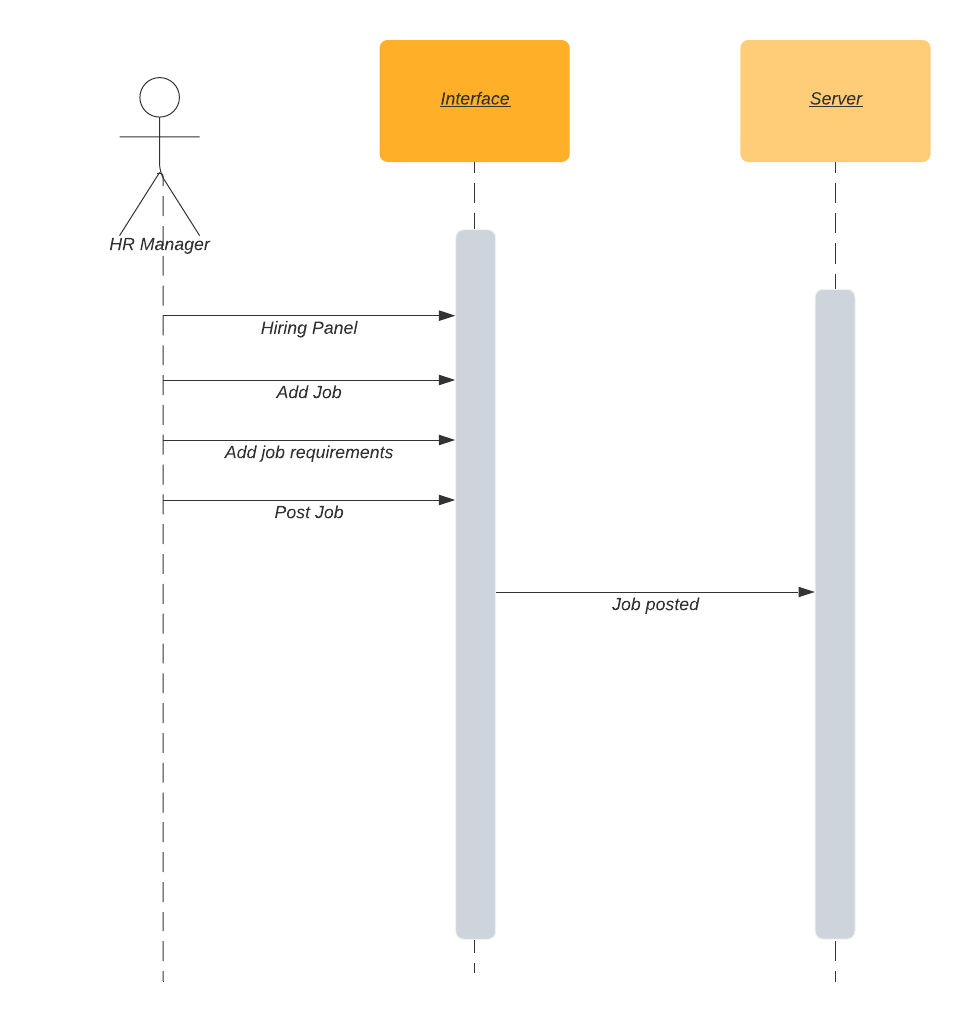 Interface
Server
HR Manager
Hiring Panel
Add Job
Add job requirements
Post Job
Job posted